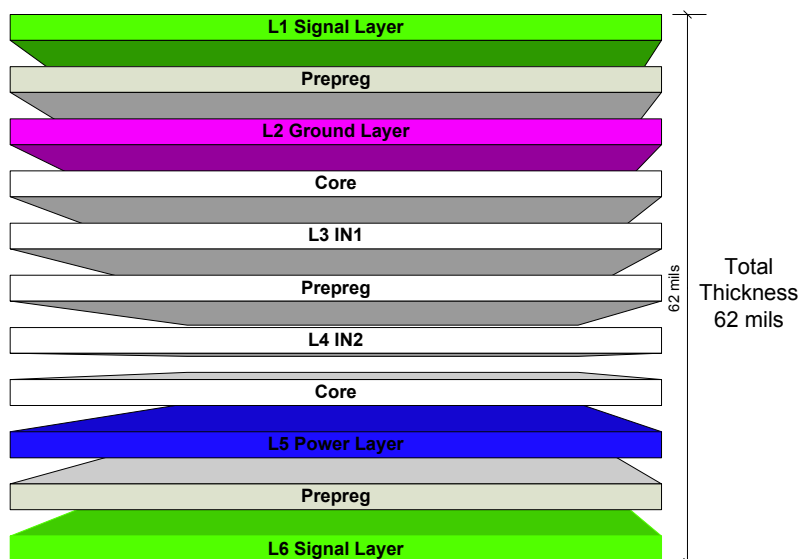 L1 Signal Layer
Prepreg
L2 Ground Layer
Core
L3 IN1
Prepreg
L4 IN2
Core
L5 Power Layer
Prepreg
L6 Signal Layer
62 mils
Total
Thickness
62 mils